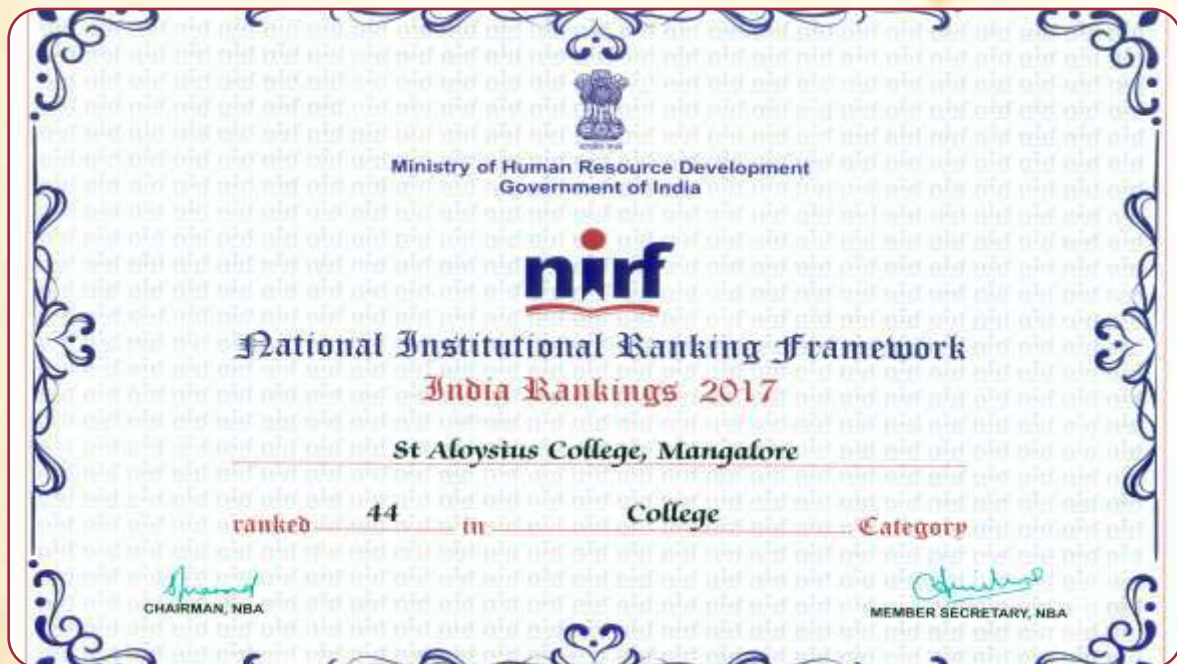 Ministry of Human Resource Development
Government of India
nirf
National Institutional Ranking Framework
India Rankings 2017
St Aloysius College, Mangalore
ranked 44 in College Category
CHAIRMAN, NBA
MEMBER SECRETARY, NBA